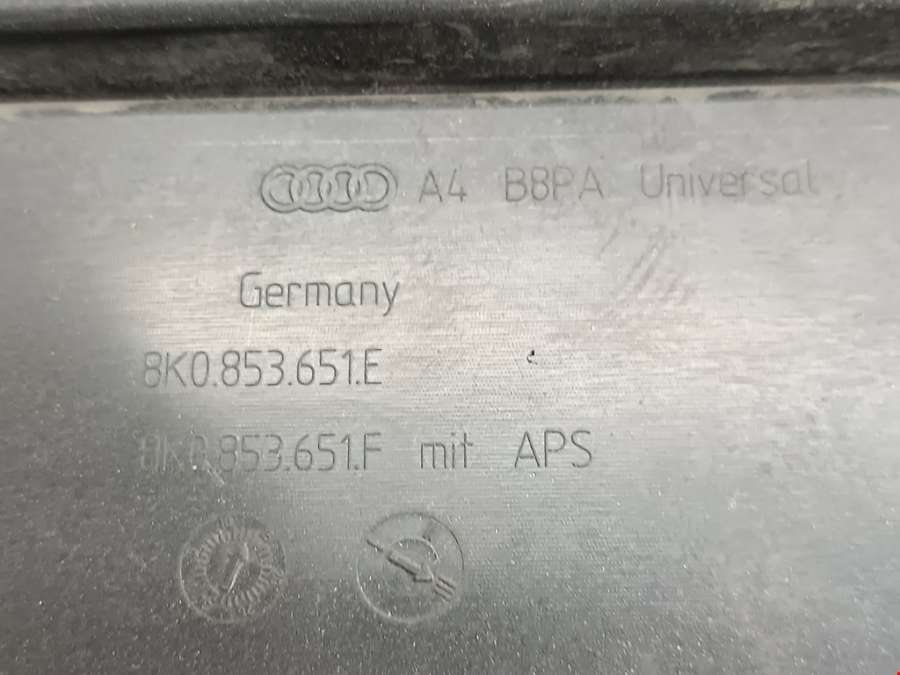 A4 B8PA Universal
Germany
8K0.853.651.E
8K0.853.651.F mit APS